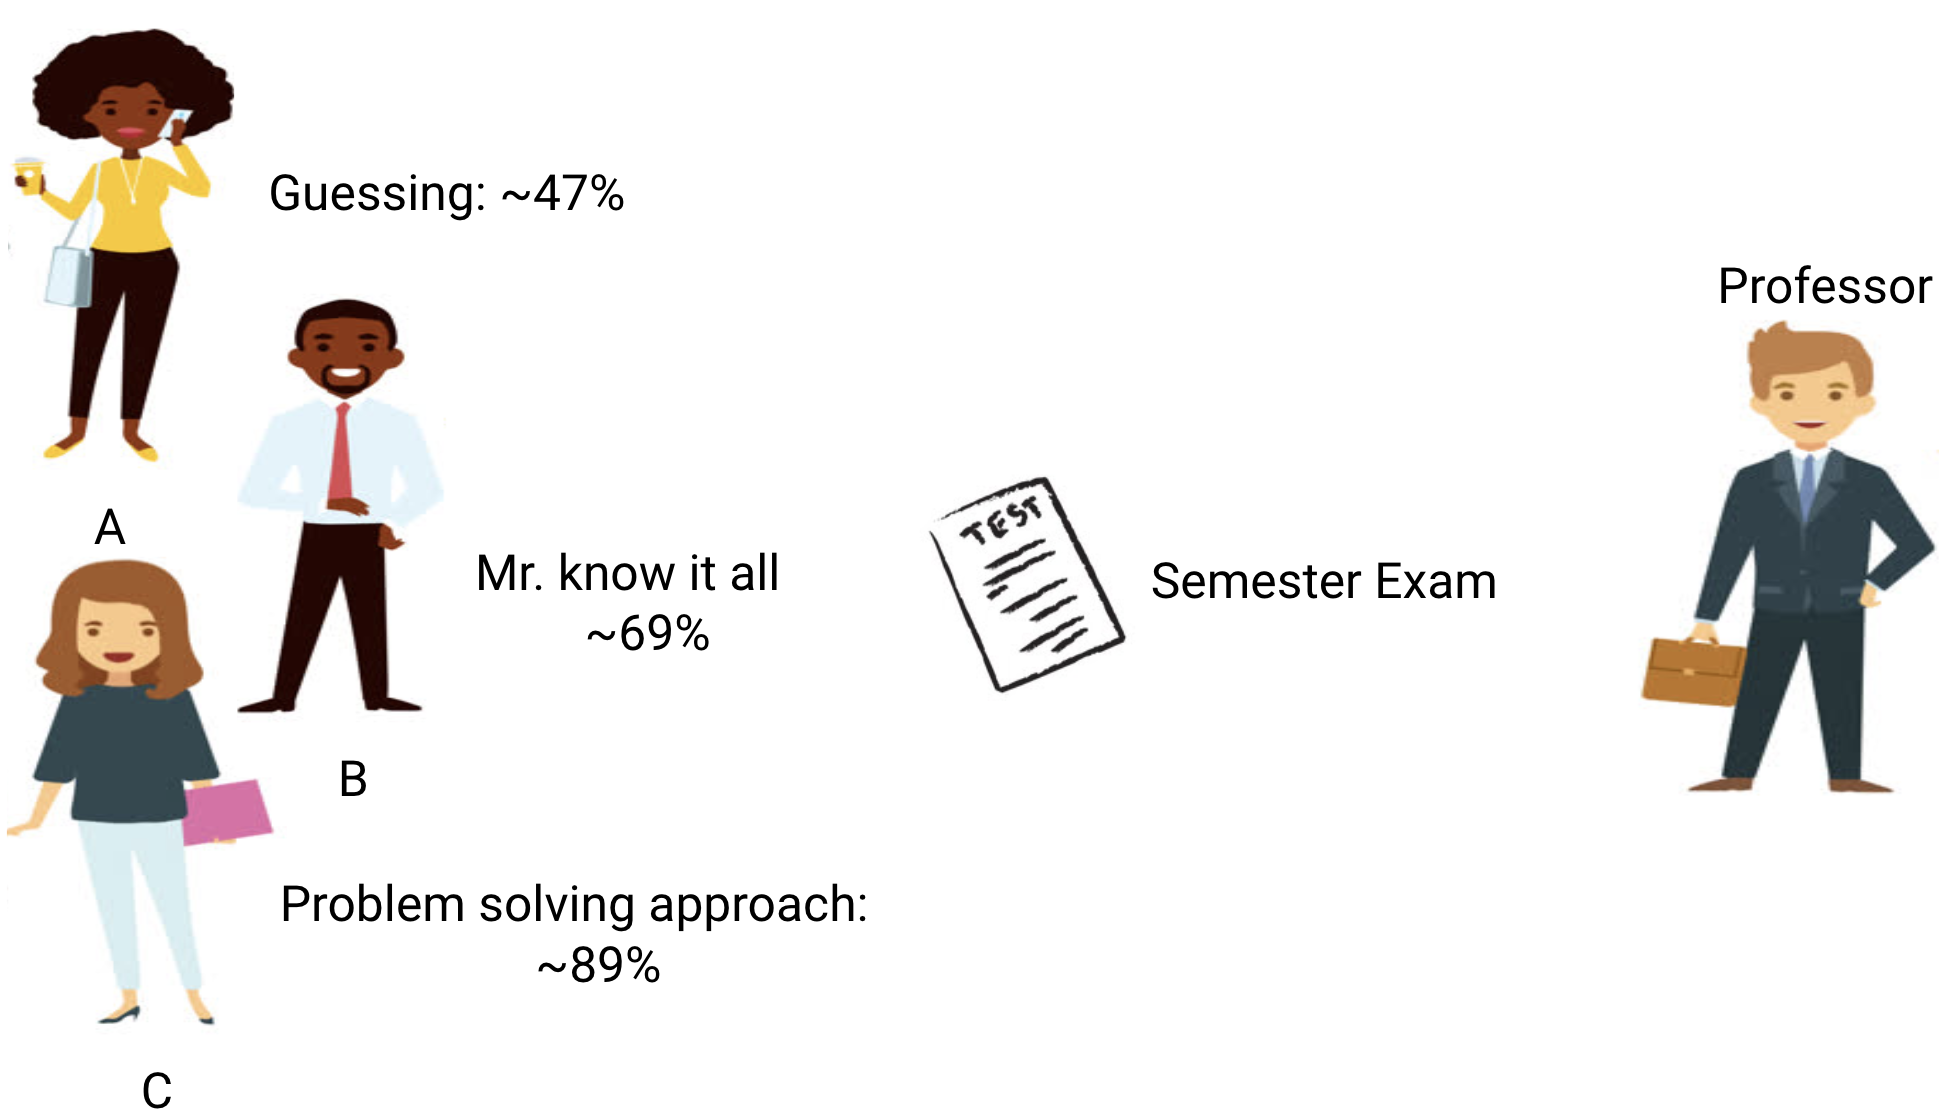 Guessing: ~47%
Professor
A
Mr. know it all
~69%
TEST
Semester Exam
B
Problem solving approach:
~89%
C